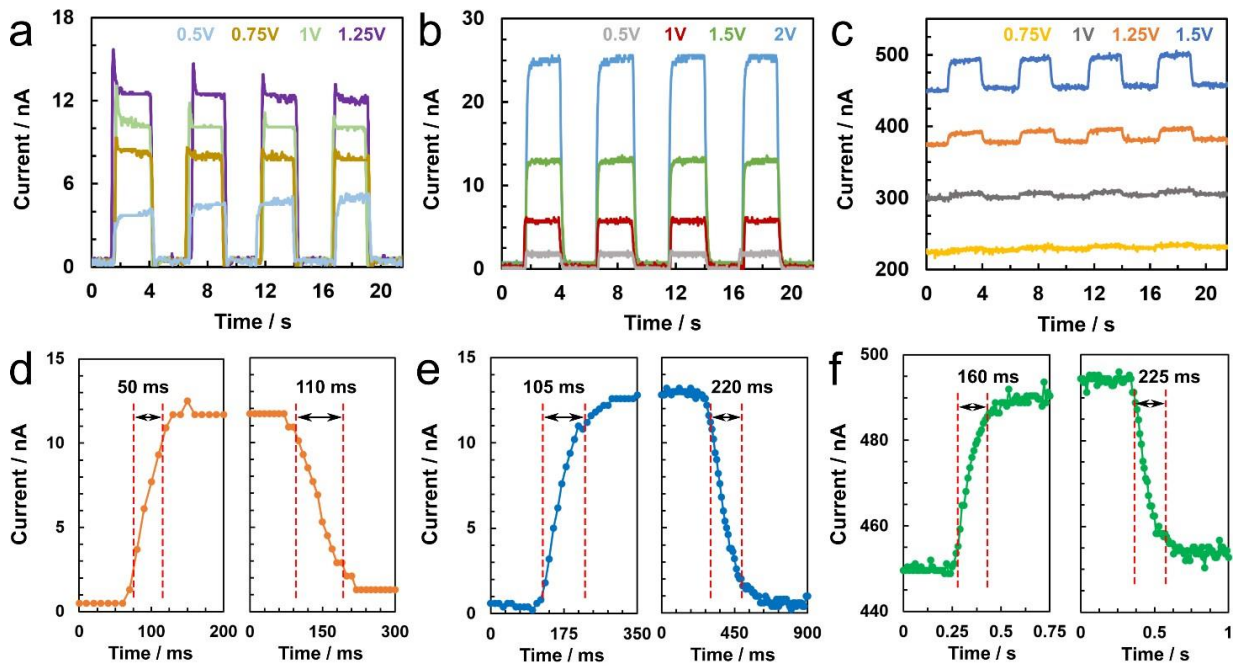 a
0.5V 0.75V 1V 1.25V
Current / nA
18
15
12
9
6
3
0
0 4 8 12 16 20
Time / s
b
0.5V 1V 1.5V 2V
Current / nA
30
25
20
15
10
5
0
0 4 8 12 16 20
Time / s
c
0.75V 1V 1.25V 1.5V
Current / nA
500
400
300
200
0 4 8 12 16 20
Time / s
d
50 ms 110 ms
Current / nA
15
10
5
0
0 100 200 0 150 300
Time / ms Time / ms
e
105 ms 220 ms
Current / nA
15
10
5
0
0 175 350 0 450 900
Time / ms Time / ms
f
160 ms 225 ms
Current / nA
500
480
460
440
0 0.25 0.5 0.75 0 0.5 1
Time / s Time / s